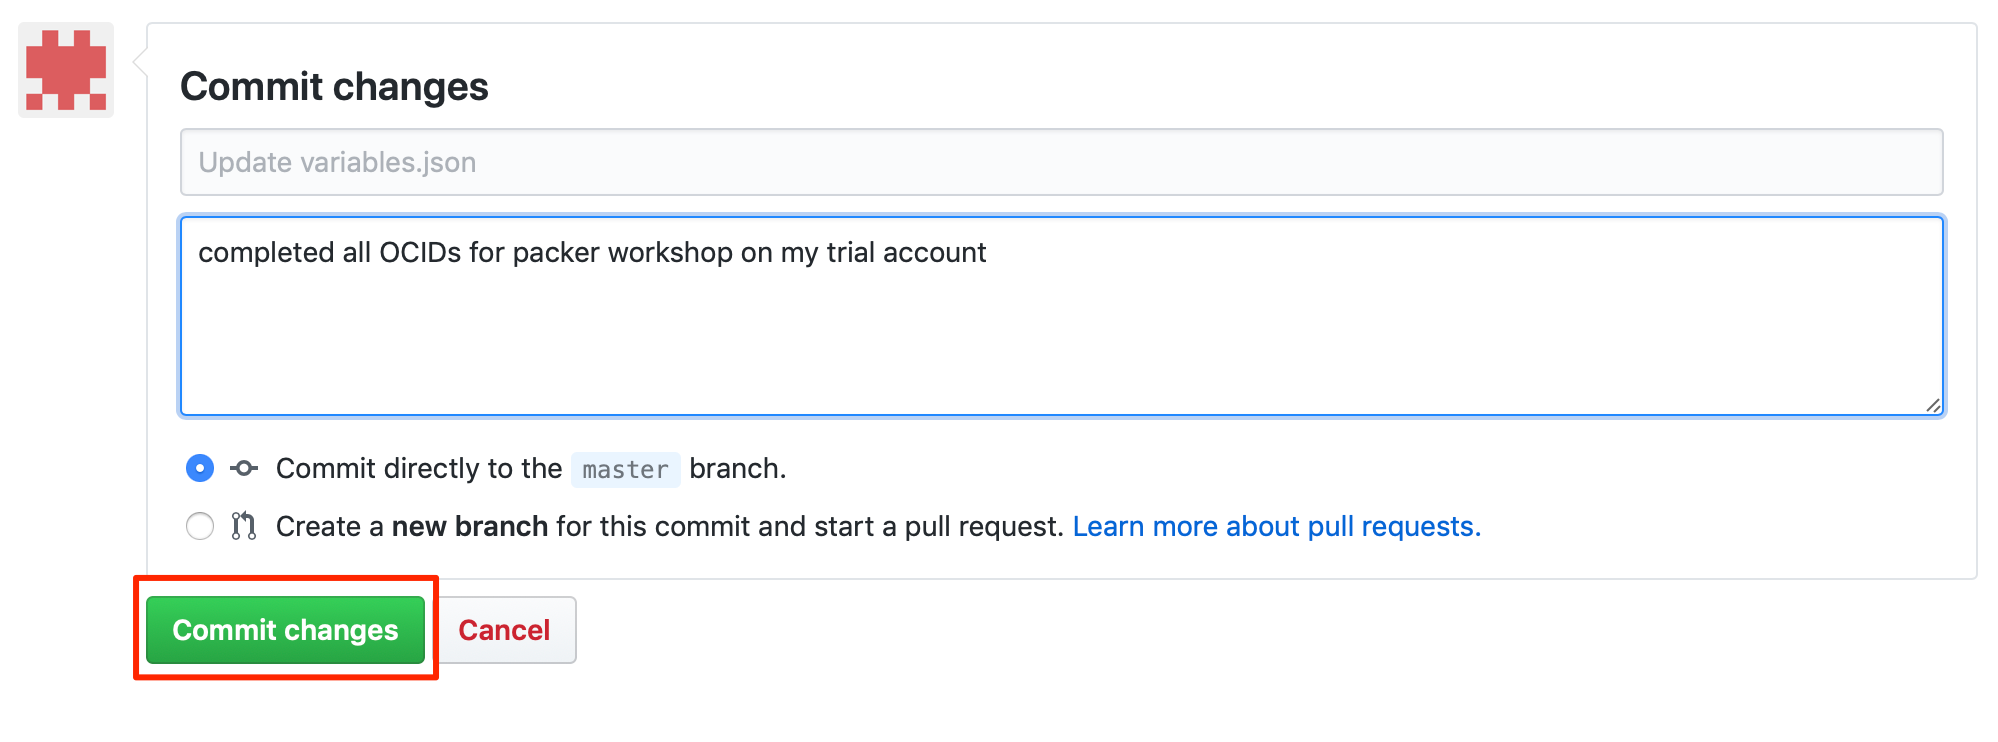 Commit changes
Update variables.json
completed all OCIDs for packer workshop on my trial account
Commit directly to the master branch.
Create a new branch for this commit and start a pull request. Learn more about pull requests.
Commit changes Cancel